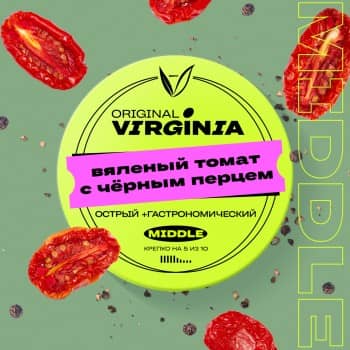 ORIGINAL
VIRGINIA
вяленый томат
с чёрным перцем
ОСТРЫЙ +ГАСТРОНОМИЧЕСКИЙ
MIDDLE
КРЕПКО НА 5 ИЗ 10
MIDDLE